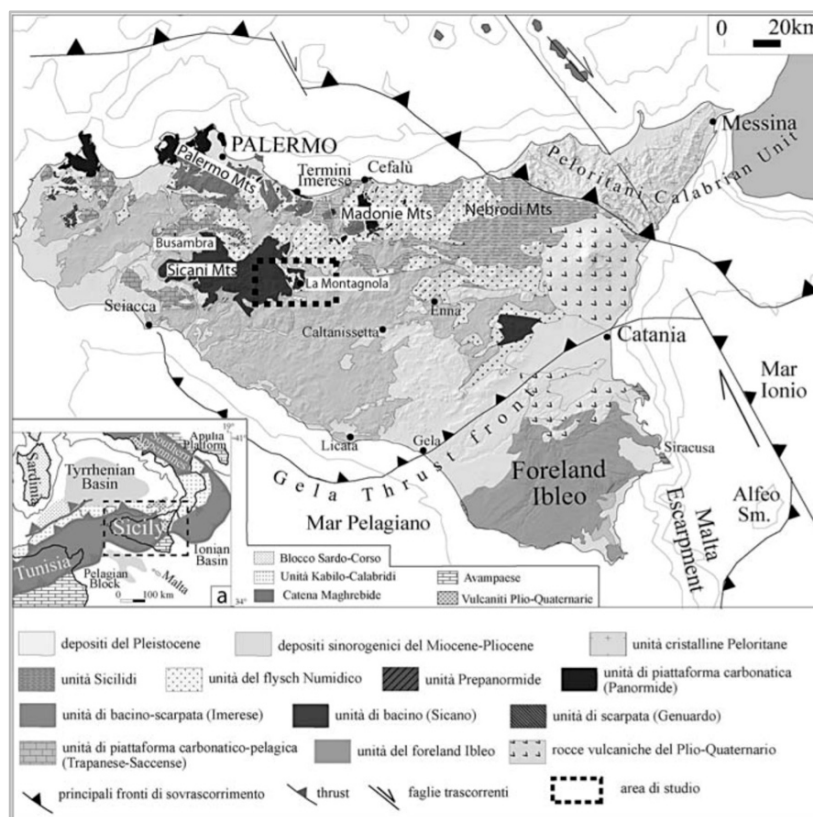 0 20km
Messina
PALERMO
Palermo Mts
Termini
Imerese
Cefalù
Peloritani Calabrian Unit
Madonie Mts
Nebrodi Mts
Busambra
Sicani Mts
La Montagnola
Sciacca
Enna
Caltanissetta
Catania
Mar
Ionio
Licata
Gela
Siracusa
Gela Thrust front
Foreland
Ibleo
Mar Pelagiano
Malta
Escarpment
Alfeo
Sm.
19°
41°
Apulia
Platform
Southern
Apennines
Sardinia
Tyrrhenian
Basin
Sicily
Ionian
Basin
Tunisia
Pelagian
Block
Malta
0 100 km
a
34°
Blocco Sardo-Corso
Unità Kabilo-Calabridi
Avampaese
Catena Maghrebide
Vulcaniti Plio-Quaternarie
depositi del Pleistocene
depositi sinorogenici del Miocene-Pliocene
unità cristalline Peloritane
unità Sicilidi
unità del flysch Numidico
unità Prepanormide
unità di piattaforma carbonatica (Panormide)
unità di bacino-scarpata (Imerese)
unità di bacino (Sicano)
unità di scarpata (Genuardo)
unità di piattaforma carbonatico-pelagica (Trapanese-Saccense)
unità del foreland Ibleo
rocce vulcaniche del Plio-Quaternario
principali fronti di sovrascorrimento
thrust
faglie trascorrenti
area di studio